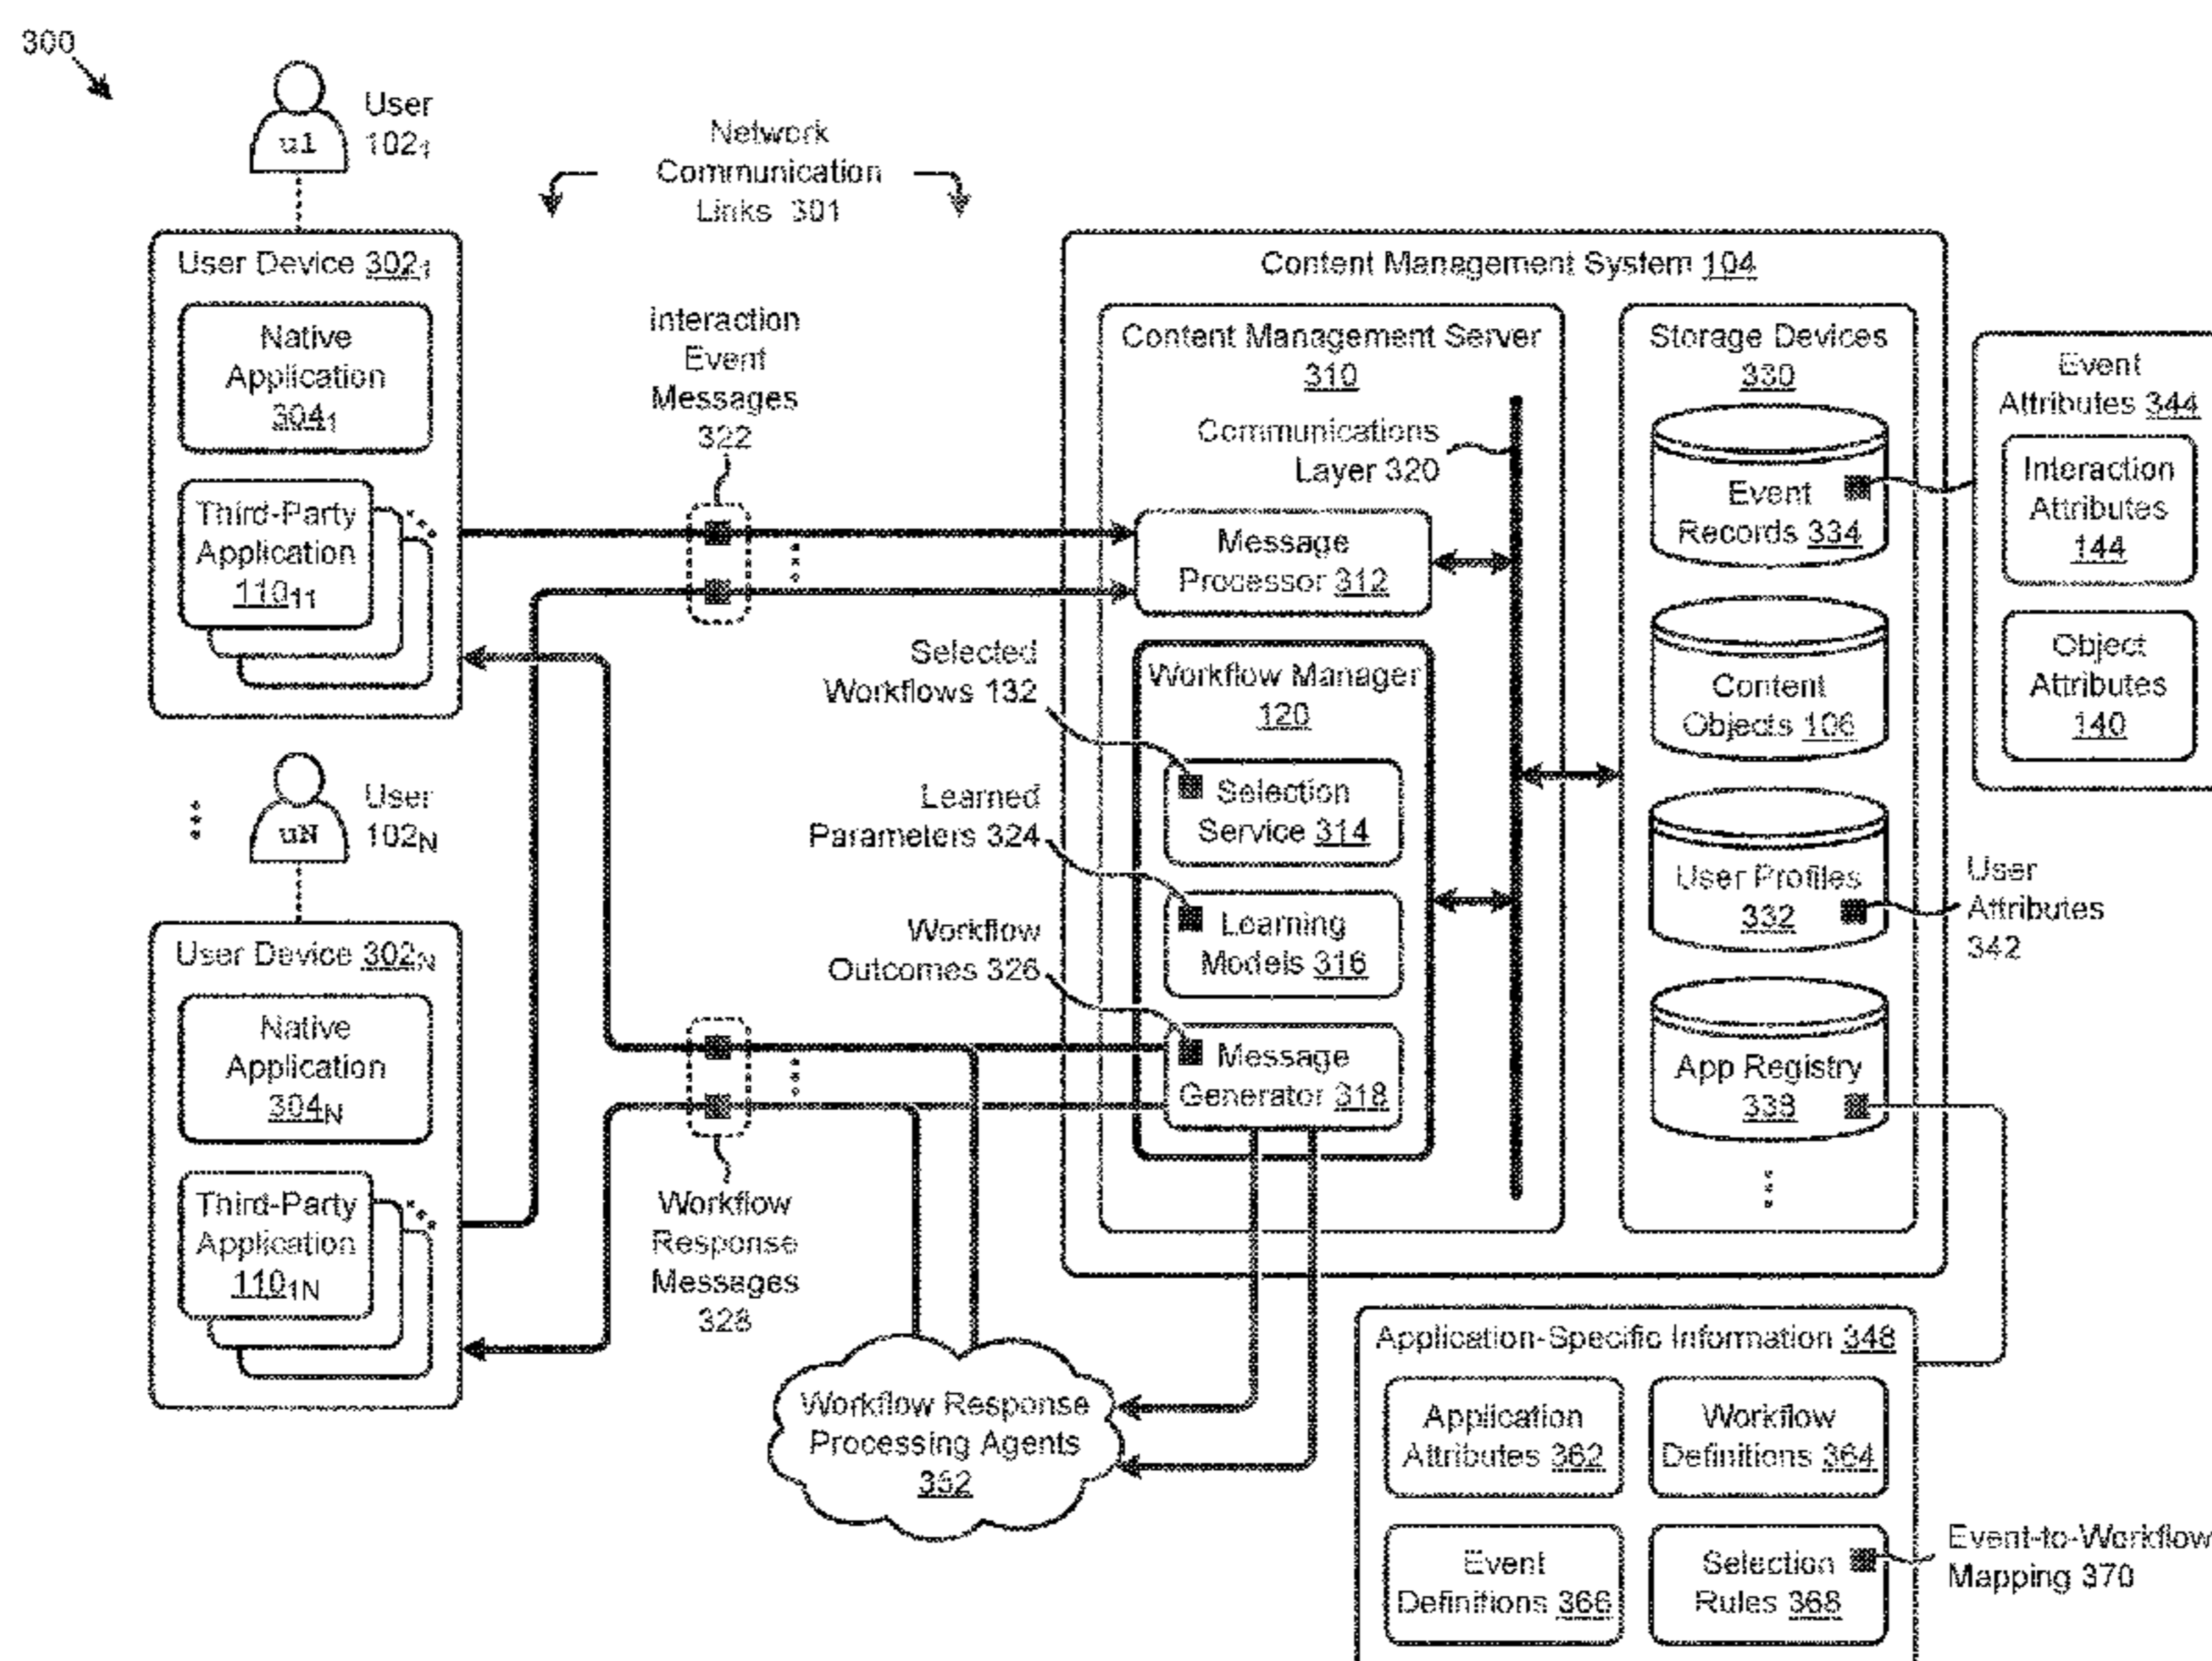 300
User
102₁
u1
Network
Communication
Links 301
User Device 302₁
Native
Application
304₁
Third-Party
Application
110₁₁
Interaction
Event
Messages
322
Content Management System 104
Content Management Server
310
Communications
Layer 320
Message
Processor 312
Selected
Workflows 132
Workflow Manager
120
Selection
Service 314
Learned
Parameters 324
Learning
Models 316
Workflow
Outcomes 326
Message
Generator 318
Storage Devices
330
Event
Records 334
Content
Objects 106
User Profiles
332
App Registry
338
Event
Attributes 344
Interaction
Attributes
144
Object
Attributes
140
User
Attributes
342
User
102N
uN
User Device 302N
Native
Application
304N
Third-Party
Application
110₁N
Workflow
Response
Messages
328
Workflow Response
Processing Agents
352
Application-Specific Information 348
Application
Attributes 362
Workflow
Definitions 364
Event
Definitions 366
Selection
Rules 368
Event-to-Workflow
Mapping 370